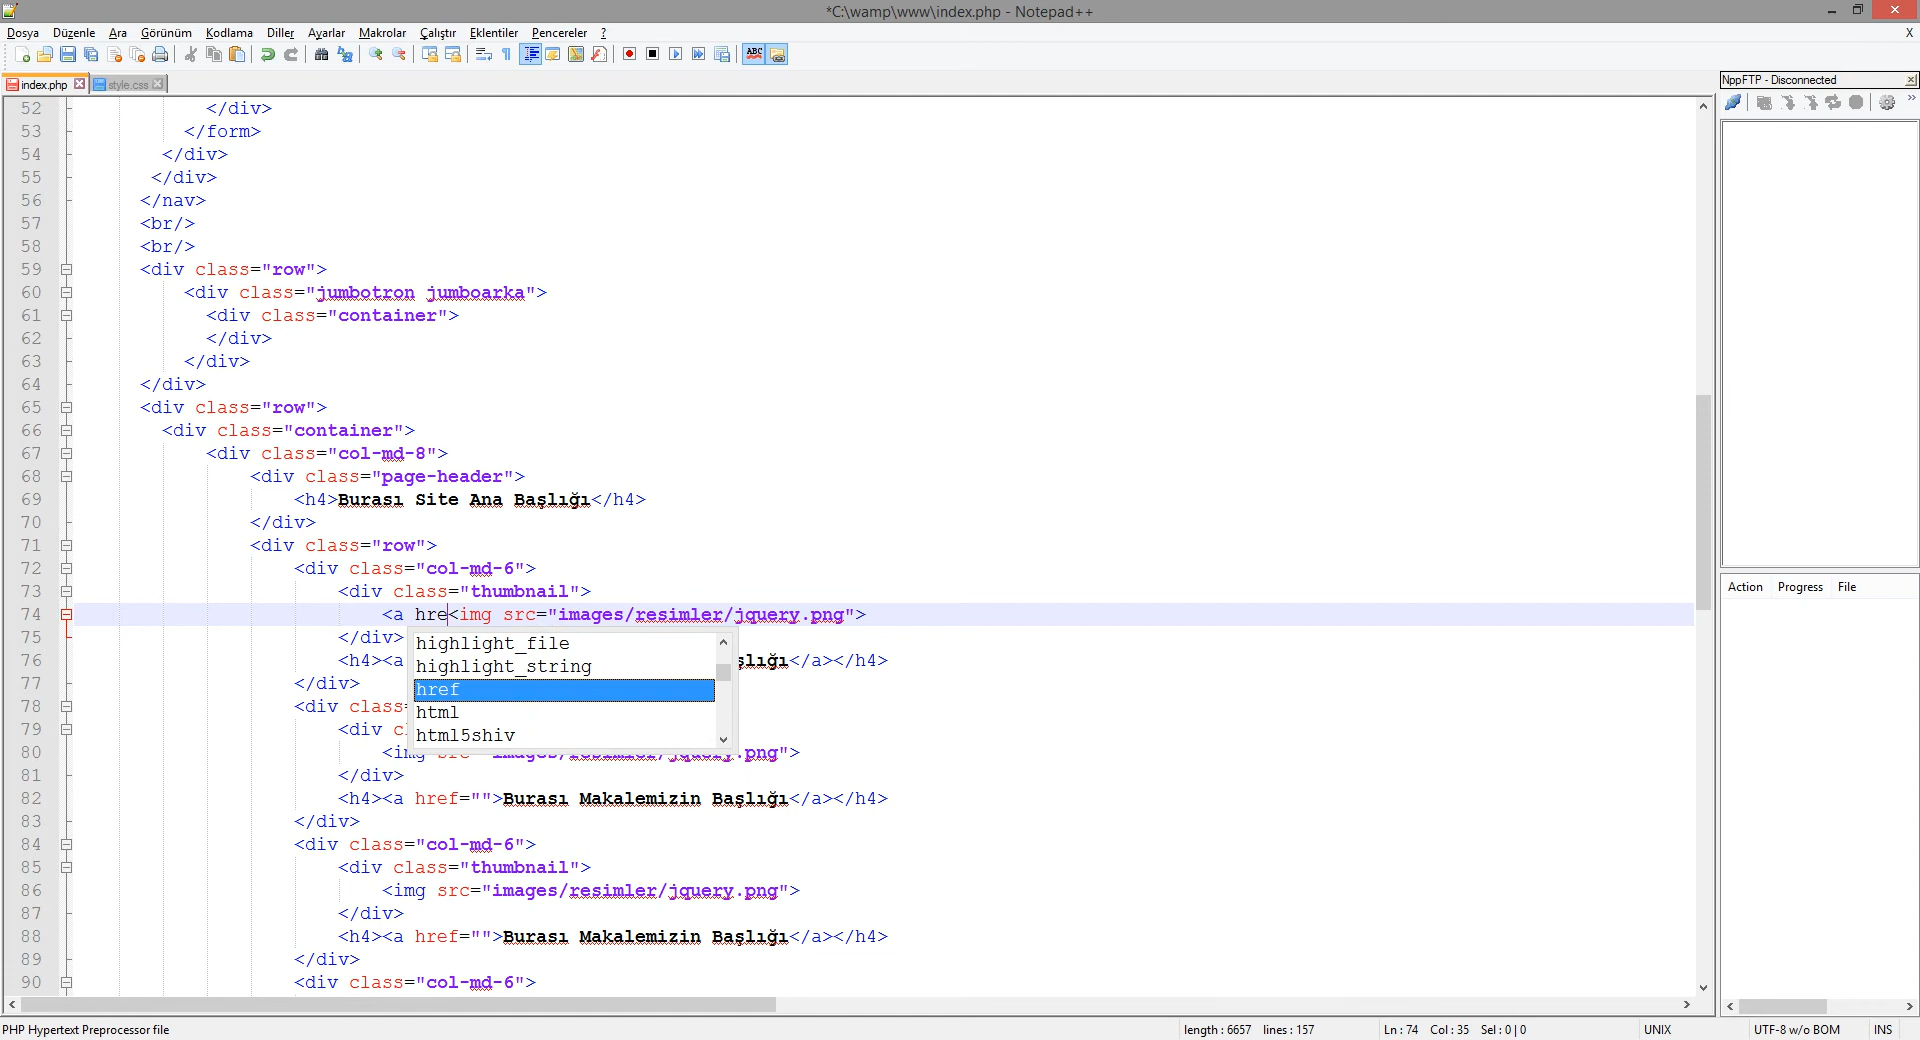 *C:\wamp\www\index.php - Notepad++
Dosya Düzenle Ara Görünüm Kodlama Diller Ayarlar Makrolar Çalıştır Eklentiler Pencereler ? X
index.php style.css
NppFTP - Disconnected
52 </div>
53 </form>
54 </div>
55 </div>
56 </nav>
57 <br/>
58 <br/>
59 <div class="row">
60 <div class="jumbotron jumboarka">
61 <div class="container">
62 </div>
63 </div>
64 </div>
65 <div class="row">
66 <div class="container">
67 <div class="col-md-8">
68 <div class="page-header">
69 <h4>Burası Site Ana Başlığı</h4>
70 </div>
71 <div class="row">
72 <div class="col-md-6">
73 <div class="thumbnail">
74 <a hre<img src="images/resimler/jquery.png">
75 </div>
76 <h4><a şlığı</a></h4>
77 </div>
78 <div class
79 <div c
80 <img src="images/resimler/jquery.png">
81 </div>
82 <h4><a href="">Burası Makalemizin Başlığı</a></h4>
83 </div>
84 <div class="col-md-6">
85 <div class="thumbnail">
86 <img src="images/resimler/jquery.png">
87 </div>
88 <h4><a href="">Burası Makalemizin Başlığı</a></h4>
89 </div>
90 <div class="col-md-6">
highlight_file
highlight_string
href
html
html5shiv
Action Progress File
PHP Hypertext Preprocessor file length : 6657 lines : 157 Ln : 74 Col : 35 Sel : 0 | 0 UNIX UTF-8 w/o BOM INS